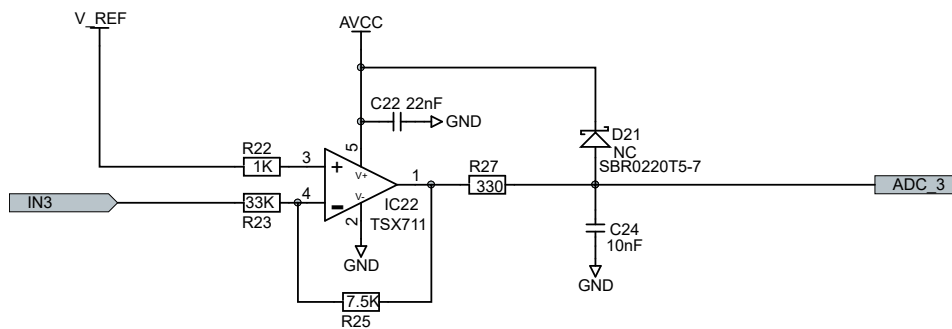 V_REF
AVCC
C22 22nF
GND
D21
NC
SBR0220T5-7
R22
1K
3
5
V+
+
R27
330
1
ADC_3
IN3
33K
R23
4
-
V-
IC22
TSX711
2
GND
C24
10nF
GND
7.5K
R25